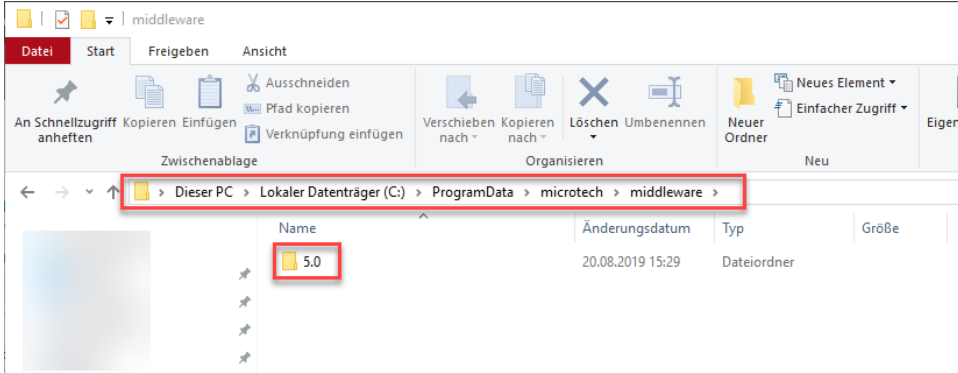 middleware
Datei Start Freigeben Ansicht
An Schnellzugriff anheften
Kopieren
Einfügen
Ausschneiden
Pfad kopieren
Verknüpfung einfügen
Zwischenablage
Verschieben nach
Kopieren nach
Löschen
Umbenennen
Organisieren
Neuer Ordner
Neues Element
Einfacher Zugriff
Neu
Eigen
Dieser PC > Lokaler Datenträger (C:) > ProgramData > microtech > middleware >
Name Änderungsdatum Typ Größe
5.0 20.08.2019 15:29 Dateiordner